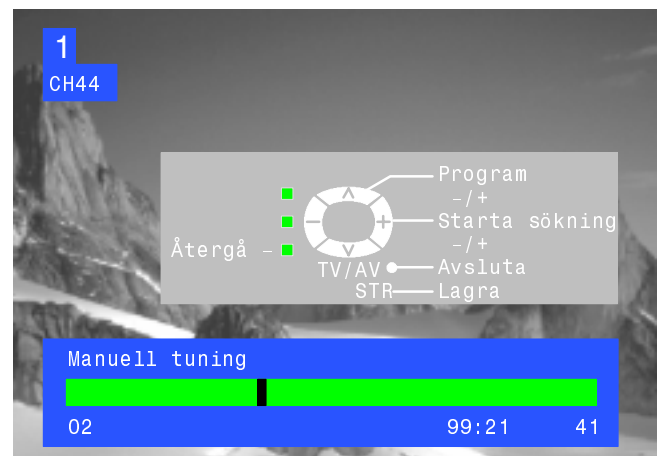 1
CH44
Program
-/+
Starta sökning
-/+
Återgå -
TV/AV Avsluta
STR Lagra
Manuell tuning
02 99:21 41